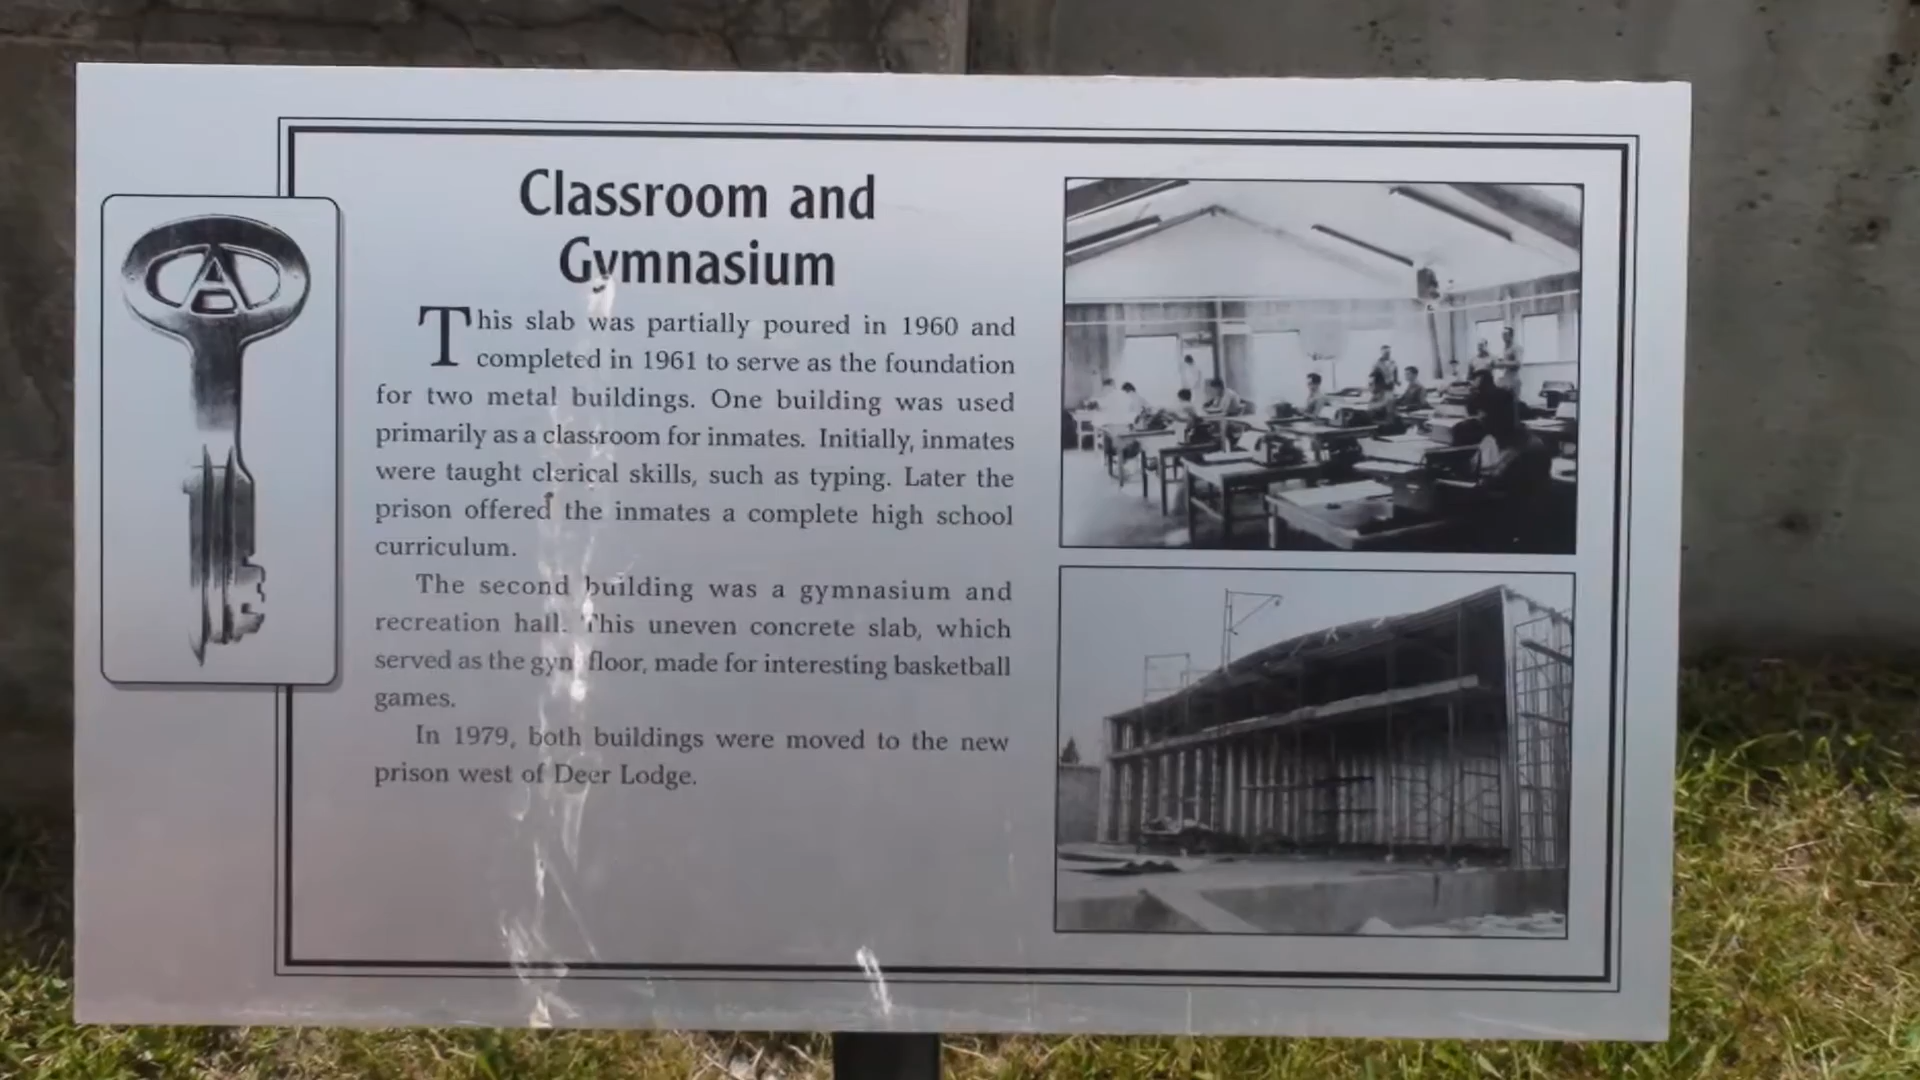 Classroom and
Gymnasium
This slab was partially poured in 1960 and
completed in 1961 to serve as the foundation
for two metal buildings. One building was used
primarily as a classroom for inmates. Initially, inmates
were taught clerical skills, such as typing. Later the
prison offered the inmates a complete high school
curriculum.
The second building was a gymnasium and
recreation hall. This uneven concrete slab, which
served as the gym floor, made for interesting basketball
games.
In 1979, both buildings were moved to the new
prison west of Deer Lodge.